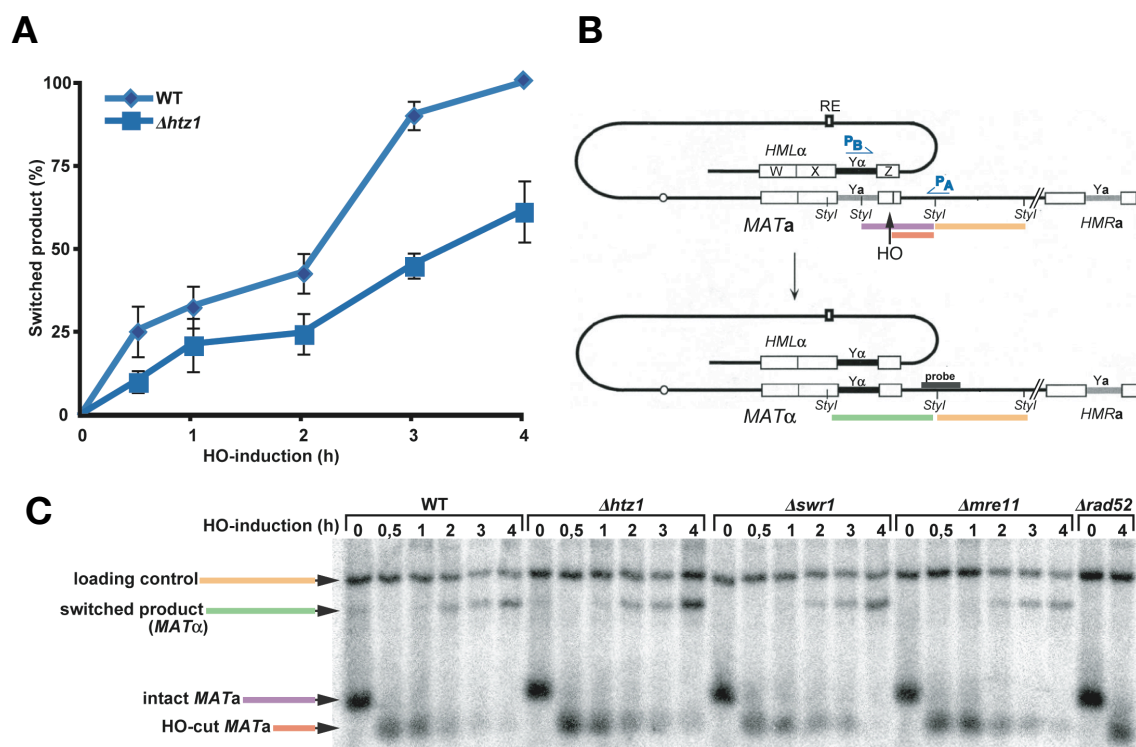 A
100
75
50
25
0
Switched product (%)
WT
Δhtz1
0 1 2 3 4
HO-induction (h)
B
RE
PB
HMLα
Yα
W X Z
PA
Ya
StyI StyI StyI StyI
MATa
HMRa
HO
HMLα
Yα
Yα
probe
Ya
StyI StyI StyI
MATα
HMRa
C
WT Δhtz1 Δswr1 Δmre11 Δrad52
HO-induction (h) 0 0,5 1 2 3 4 0 0,5 1 2 3 4 0 0,5 1 2 3 4 0 0,5 1 2 3 4 0 4
loading control
switched product
(MATα)
intact MATa
HO-cut MATa